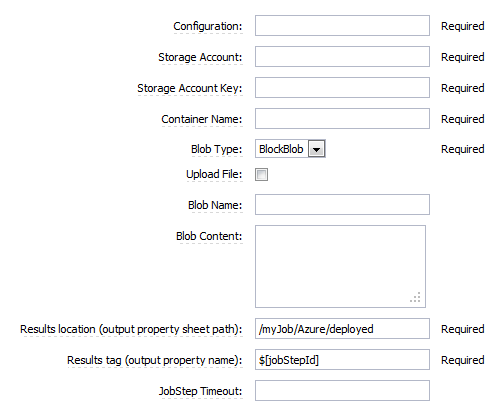 Configuration: Required
Storage Account: Required
Storage Account Key: Required
Container Name: Required
Blob Type: BlockBlob Required
Upload File:
Blob Name:
Blob Content:
Results location (output property sheet path): /myJob/Azure/deployed Required
Results tag (output property name): $[jobStepId] Required
JobStep Timeout: